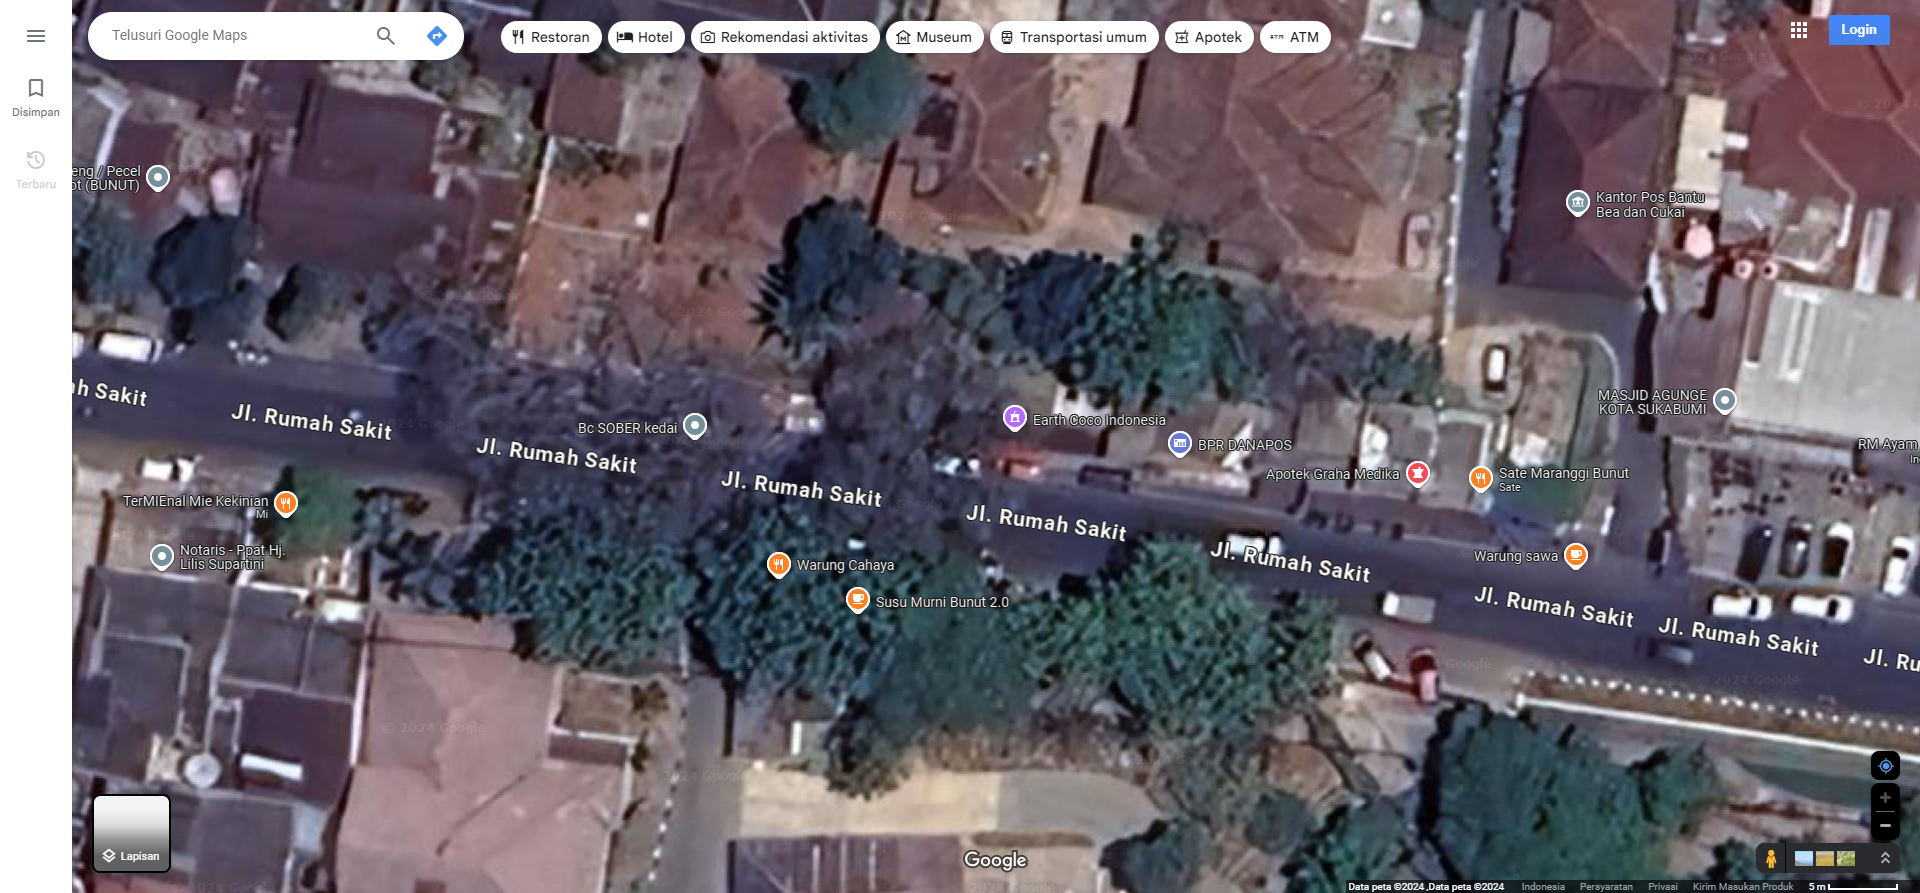 Telusuri Google Maps
Restoran
Hotel
Rekomendasi aktivitas
Museum
Transportasi umum
Apotek
ATM
Login
Disimpan
Terbaru
eng / Pecel
ot (BUNUT)
Kantor Pos Bantu
Bea dan Cukai
h Sakit
Jl. Rumah Sakit
Jl. Rumah Sakit
Jl. Rumah Sakit
Jl. Rumah Sakit
Jl. Rumah Sakit
Jl. Rumah Sakit
Jl. Rumah Sakit
Jl. Ru
Bc SOBER kedai
Earth Coco Indonesia
BPR DANAPOS
MASJID AGUNGE
KOTA SUKABUMI
RM Ayam
In
Apotek Graha Medika
Sate Maranggi Bunut
Sate
TerMIEnal Mie Kekinian
Mi
Notaris - Ppat Hj.
Lilis Supartini
Warung Cahaya
Susu Murni Bunut 2.0
Warung sawa
© 2024 Google
Lapisan
Google
Data peta ©2024 ,Data peta ©2024
Indonesia
Persyaratan
Privasi
Kirim Masukan Produk
5 m